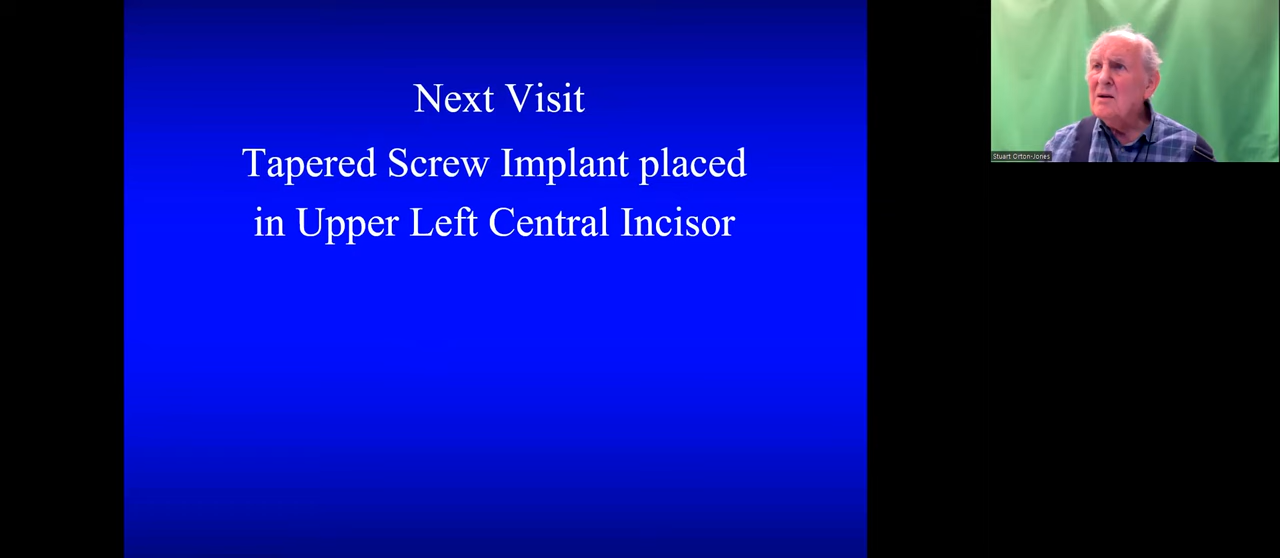 Next Visit
Tapered Screw Implant placed
in Upper Left Central Incisor
Stuart Orton-Jones